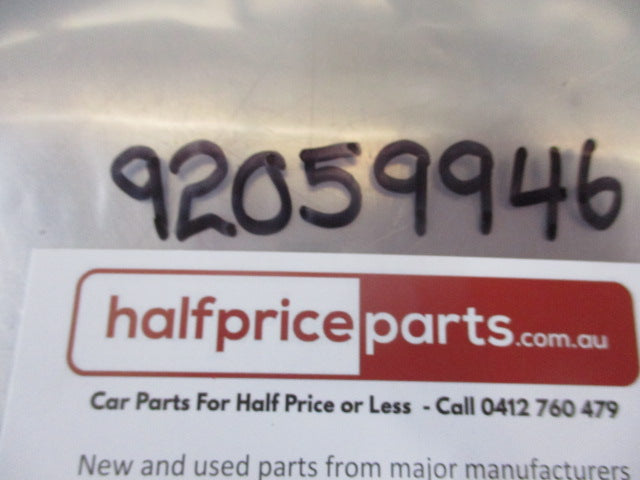 92059946
halfpriceparts.com.au
Car Parts For Half Price or Less - Call 0412 760 479
New and used parts from major manufacturers